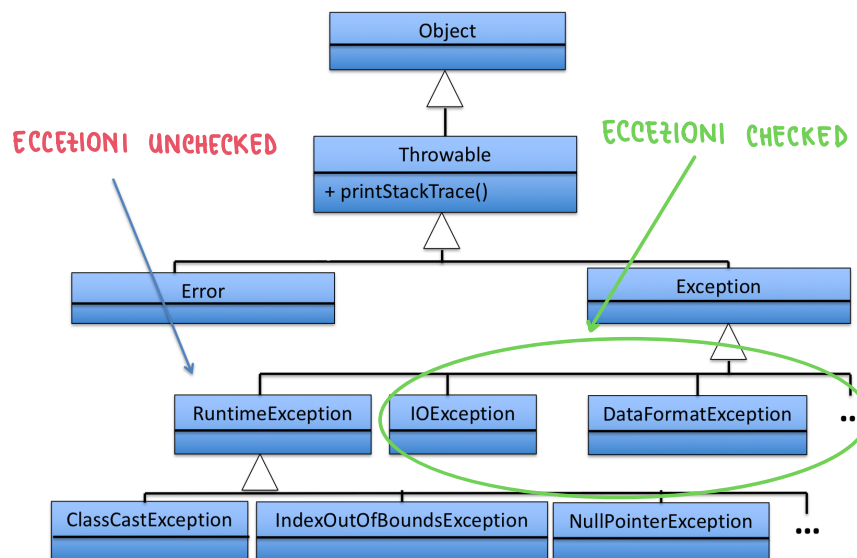 Object
ECCEZIONI UNCHECKED
ECCEZIONI CHECKED
Throwable
+ printStackTrace()
Error
Exception
RuntimeException
IOException
DataFormatException
...
ClassCastException
IndexOutOfBoundsException
NullPointerException
...